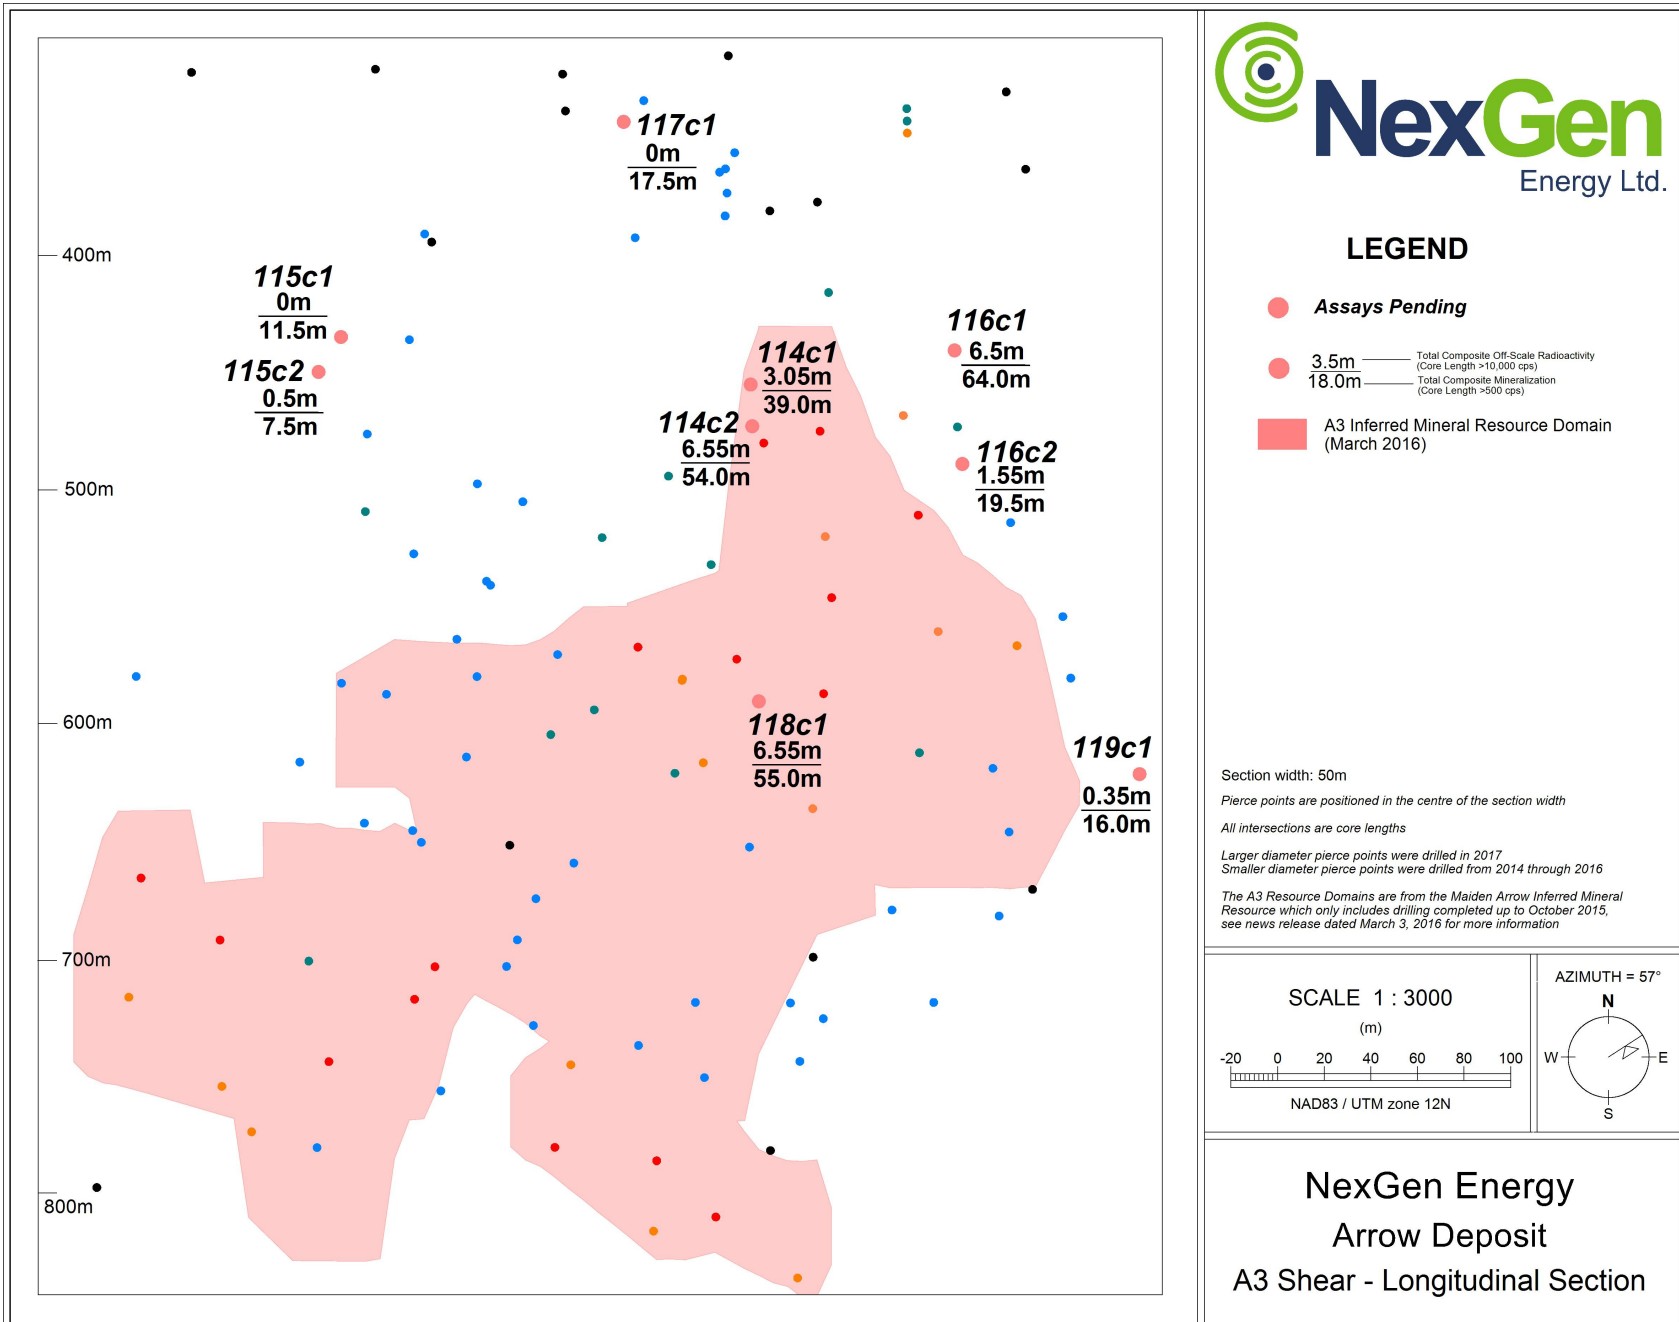 117c1
0m
17.5m
400m
115c1
0m
11.5m
115c2
0.5m
7.5m
116c1
6.5m
64.0m
114c1
3.05m
39.0m
114c2
6.55m
54.0m
116c2
1.55m
19.5m
500m
600m
118c1
6.55m
55.0m
119c1
0.35m
16.0m
700m
800m
NexGen
Energy Ltd.
LEGEND
Assays Pending
3.5m Total Composite Off-Scale Radioactivity
(Core Length >10,000 cps)
18.0m Total Composite Mineralization
(Core Length >500 cps)
A3 Inferred Mineral Resource Domain
(March 2016)
Section width: 50m
Pierce points are positioned in the centre of the section width
All intersections are core lengths
Larger diameter pierce points were drilled in 2017
Smaller diameter pierce points were drilled from 2014 through 2016
The A3 Resource Domains are from the Maiden Arrow Inferred Mineral
Resource which only includes drilling completed up to October 2015,
see news release dated March 3, 2016 for more information
SCALE 1 : 3000
(m)
-20 0 20 40 60 80 100
NAD83 / UTM zone 12N
AZIMUTH = 57°
N
W E
S
NexGen Energy
Arrow Deposit
A3 Shear - Longitudinal Section